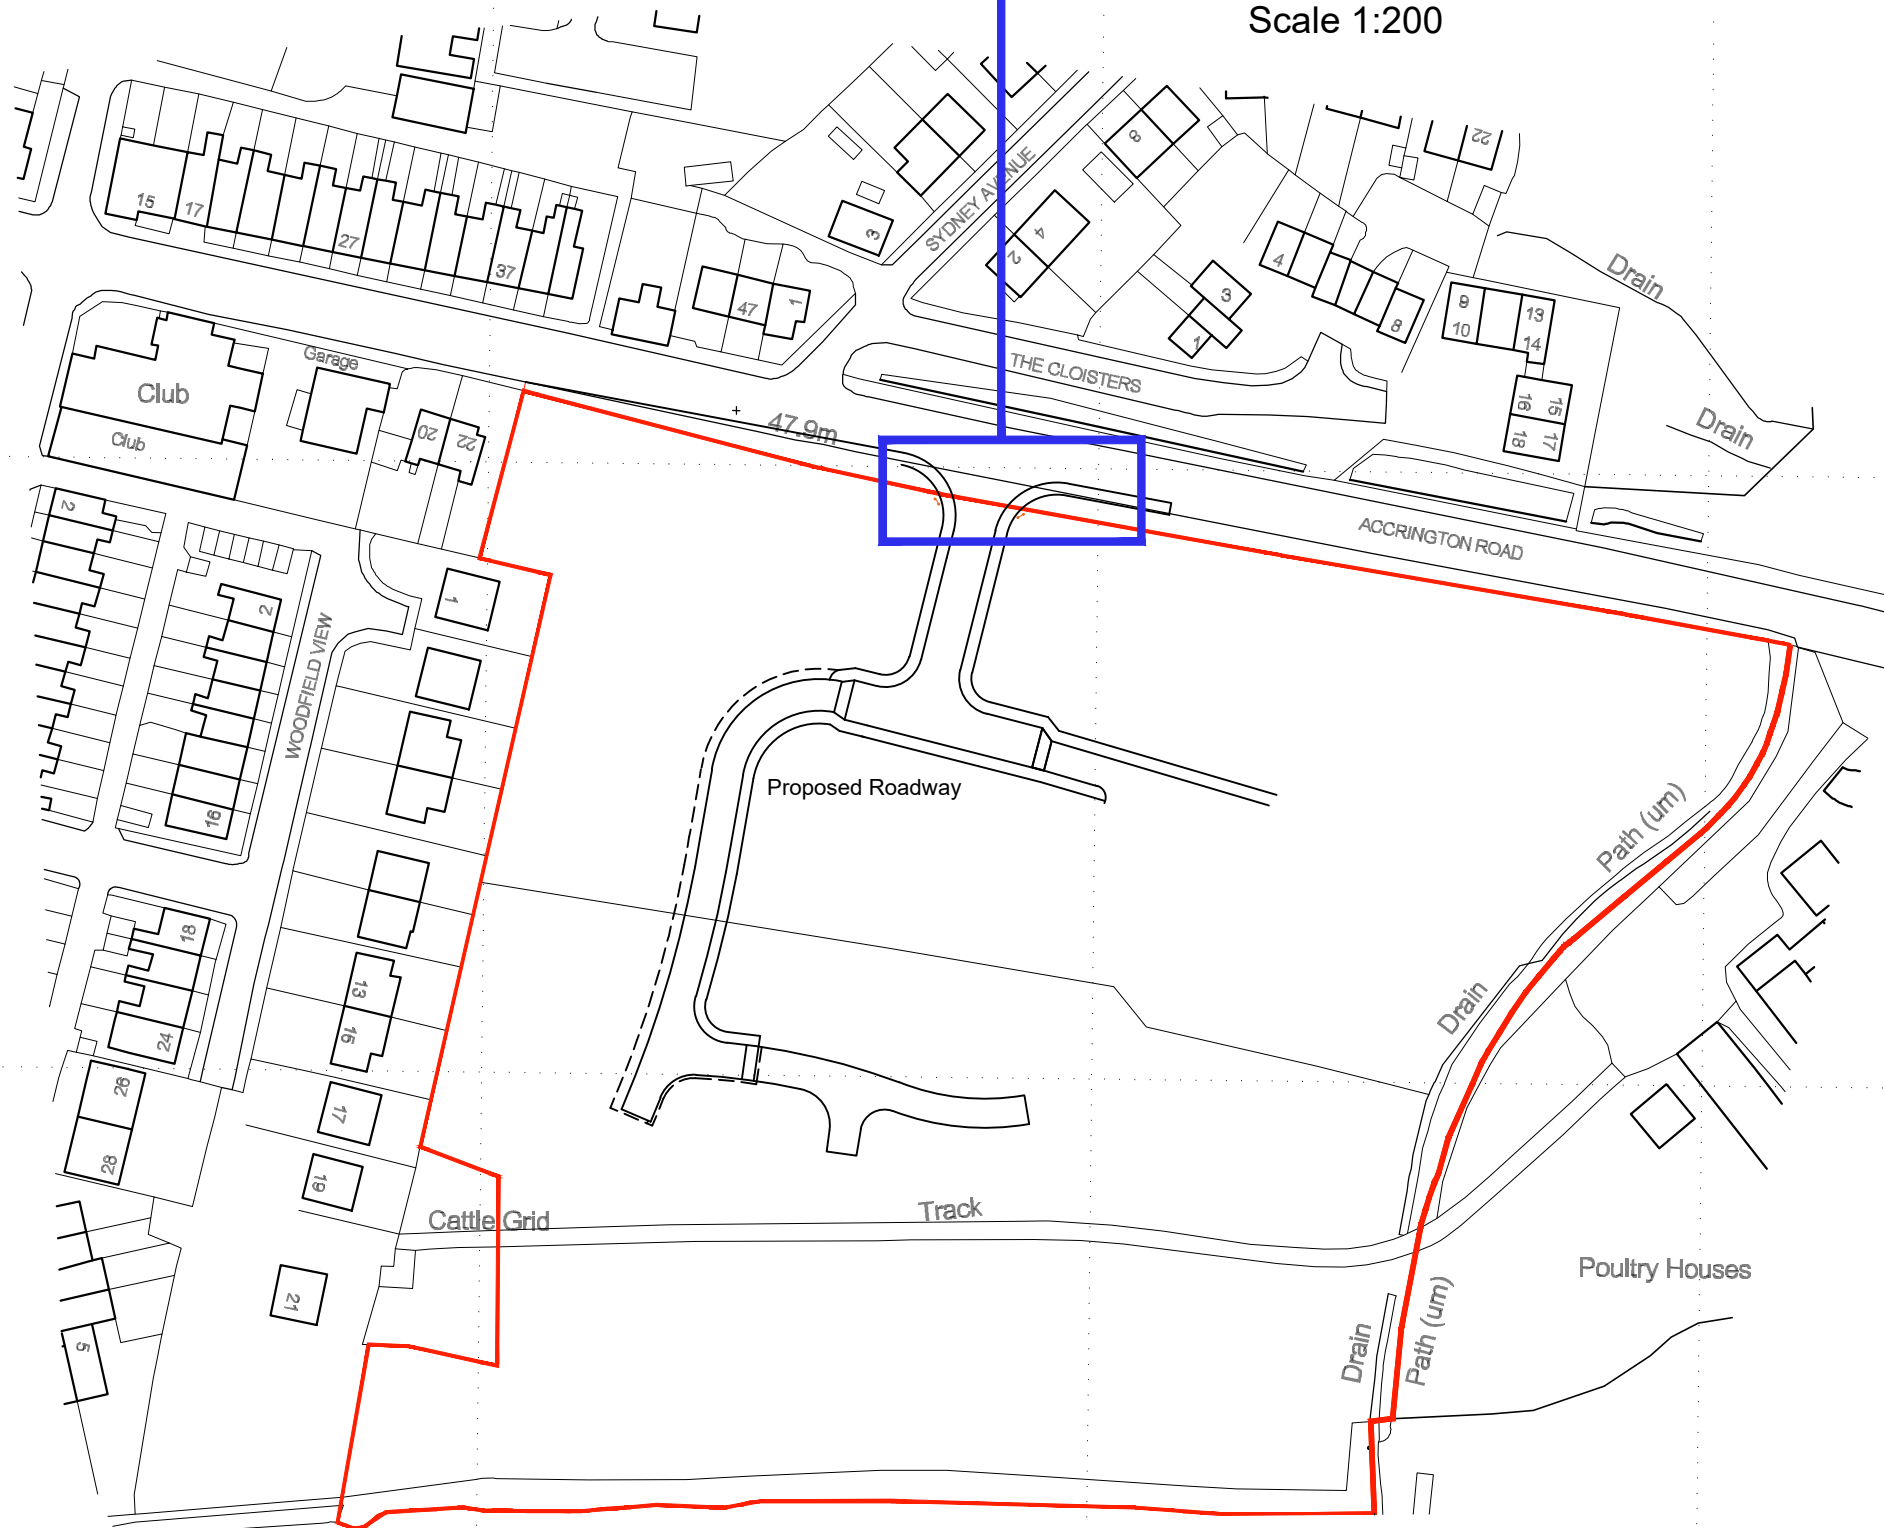 Scale 1:200
22
8
SYDNEY AVENUE
15
17
27
37
3
4
2
47
1
3
1
4
8
9
10
13
14
Drain
16
15
18
17
Drain
Garage
Club
Club
20
22
THE CLOISTERS
47.9m
ACCRINGTON ROAD
2
2
16
WOODFIELD VIEW
1
Proposed Roadway
Path (um)
Drain
18
24
13
16
26
28
17
19
21
5
Cattle Grid
Track
Poultry Houses
Drain
Path (um)